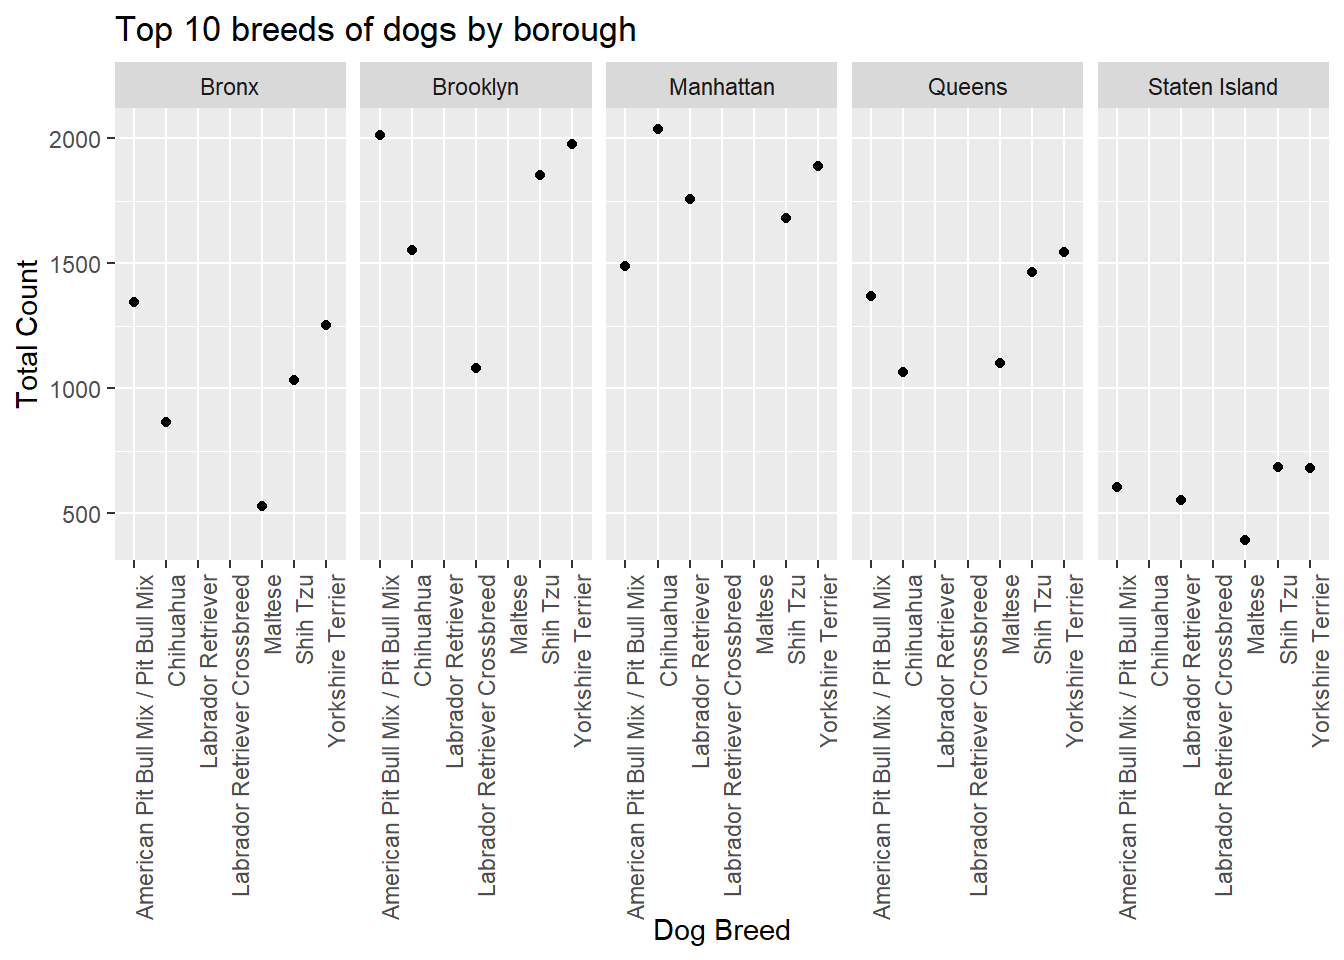 Top 10 breeds of dogs by borough
Bronx
Brooklyn
Manhattan
Queens
Staten Island
Total Count
2000
1500
1000
500
American Pit Bull Mix / Pit Bull Mix
Chihuahua
Labrador Retriever
Labrador Retriever Crossbreed
Maltese
Shih Tzu
Yorkshire Terrier
American Pit Bull Mix / Pit Bull Mix
Chihuahua
Labrador Retriever
Labrador Retriever Crossbreed
Maltese
Shih Tzu
Yorkshire Terrier
American Pit Bull Mix / Pit Bull Mix
Chihuahua
Labrador Retriever
Labrador Retriever Crossbreed
Maltese
Shih Tzu
Yorkshire Terrier
American Pit Bull Mix / Pit Bull Mix
Chihuahua
Labrador Retriever
Labrador Retriever Crossbreed
Maltese
Shih Tzu
Yorkshire Terrier
American Pit Bull Mix / Pit Bull Mix
Chihuahua
Labrador Retriever
Labrador Retriever Crossbreed
Maltese
Shih Tzu
Yorkshire Terrier
Dog Breed